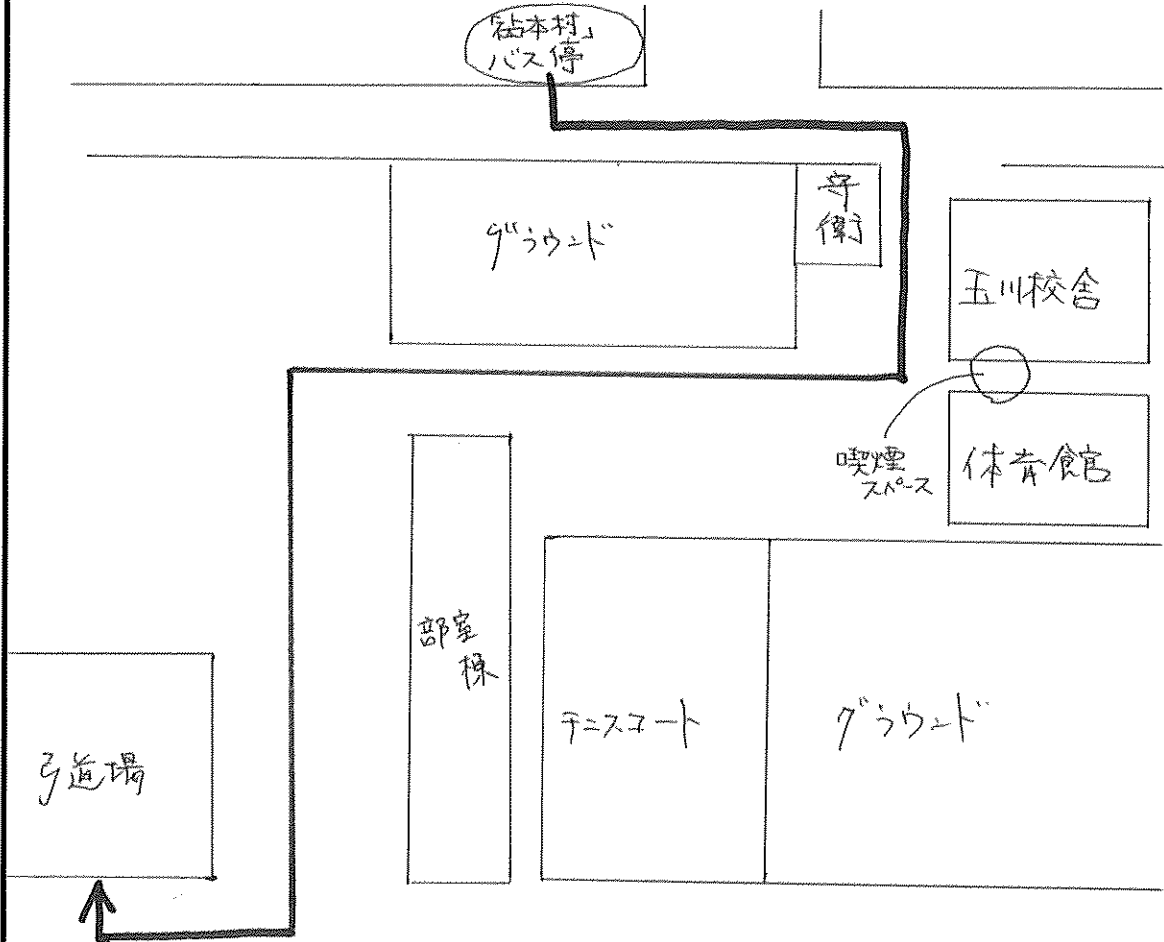 「砧本村」
バス停
守
衛
グラウンド
玉川校舎
喫煙
スペース
体育館
部室
棟
テニスコート
グラウンド
弓道場